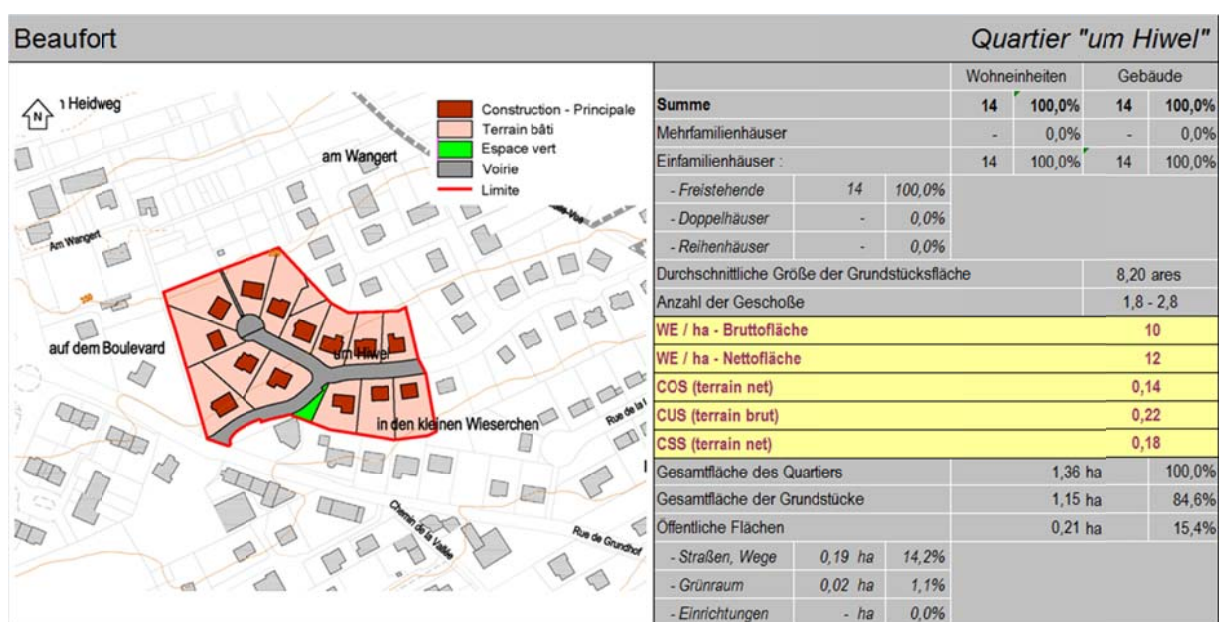 Beaufort
Quartier "um Hiwel"
Heidweg
N
am Wangert
Am Wangert
auf dem Boulevard
um Hiwel
in den kleinen Wieserchen
Chemin de la Vallée
Rue de Grundhof
Rue de la
Construction - Principale
Terrain bâti
Espace vert
Voirie
Limite
Wohneinheiten Gebäude
Summe 14 100,0% 14 100,0%
Mehrfamilienhäuser - 0,0% - 0,0%
Einfamilienhäuser : 14 100,0% 14 100,0%
- Freistehende 14 100,0%
- Doppelhäuser - 0,0%
- Reihenhäuser - 0,0%
Durchschnittliche Größe der Grundstücksfläche 8,20 ares
Anzahl der Geschoße 1,8 - 2,8
WE / ha - Bruttofläche 10
WE / ha - Nettofläche 12
COS (terrain net) 0,14
CUS (terrain brut) 0,22
CSS (terrain net) 0,18
Gesamtfläche des Quartiers 1,36 ha 100,0%
Gesamtfläche der Grundstücke 1,15 ha 84,6%
Öffentliche Flächen 0,21 ha 15,4%
- Straßen, Wege 0,19 ha 14,2%
- Grünraum 0,02 ha 1,1%
- Einrichtungen - ha 0,0%